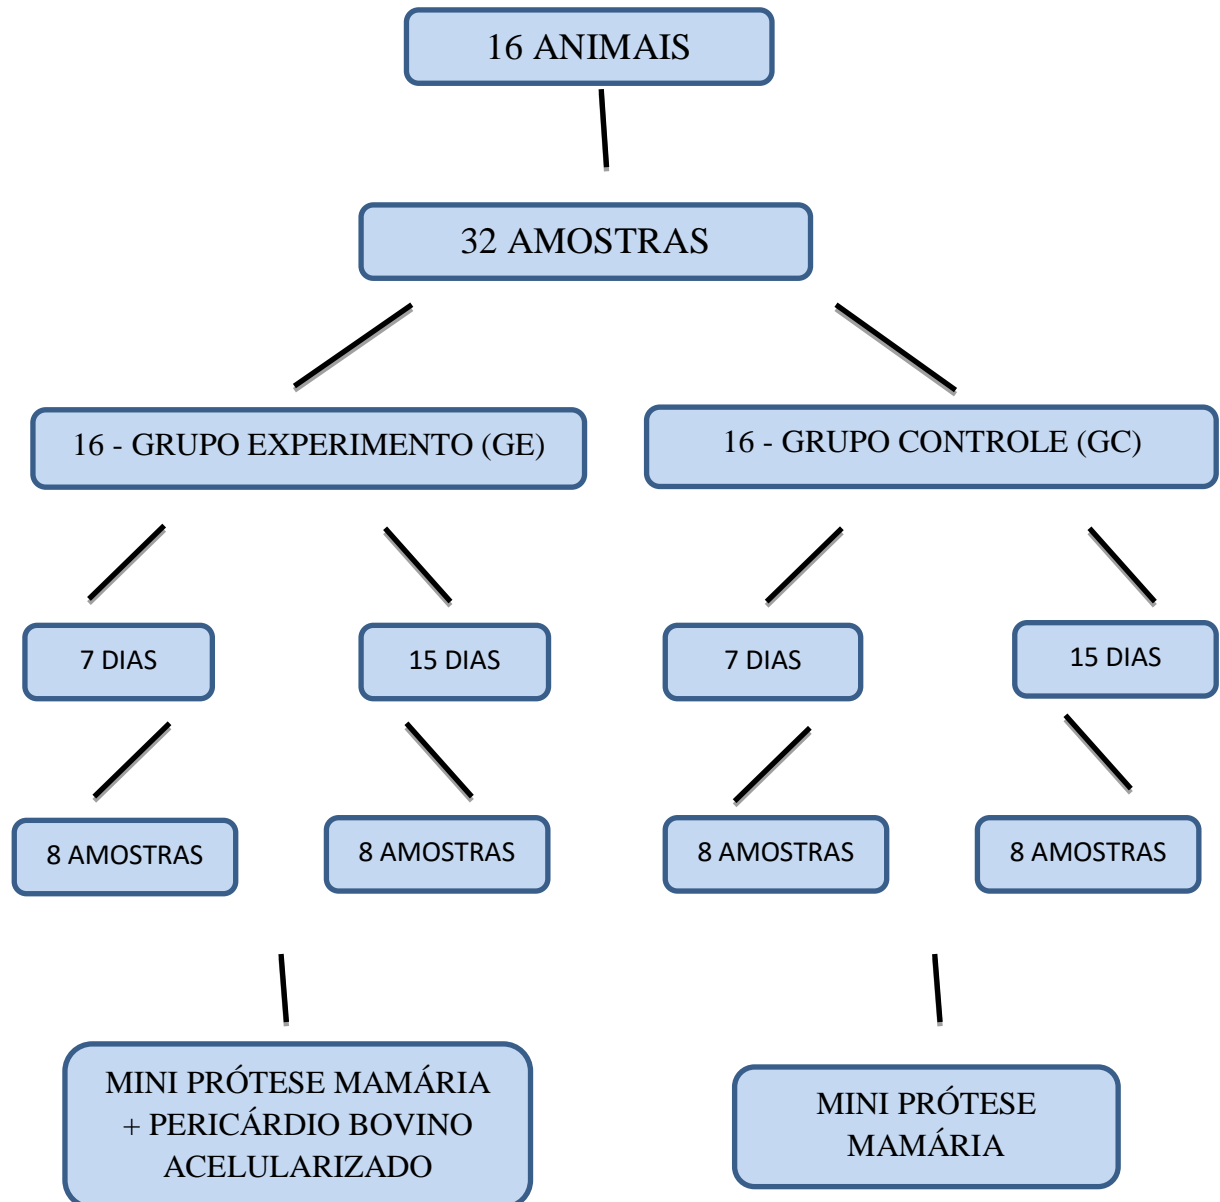 16 ANIMAIS
32 AMOSTRAS
16 - GRUPO EXPERIMENTO (GE)
16 - GRUPO CONTROLE (GC)
7 DIAS
15 DIAS
7 DIAS
15 DIAS
8 AMOSTRAS
8 AMOSTRAS
8 AMOSTRAS
8 AMOSTRAS
MINI PRÓTESE MAMÁRIA
+ PERICÁRDIO BOVINO
ACELULARIZADO
MINI PRÓTESE
MAMÁRIA